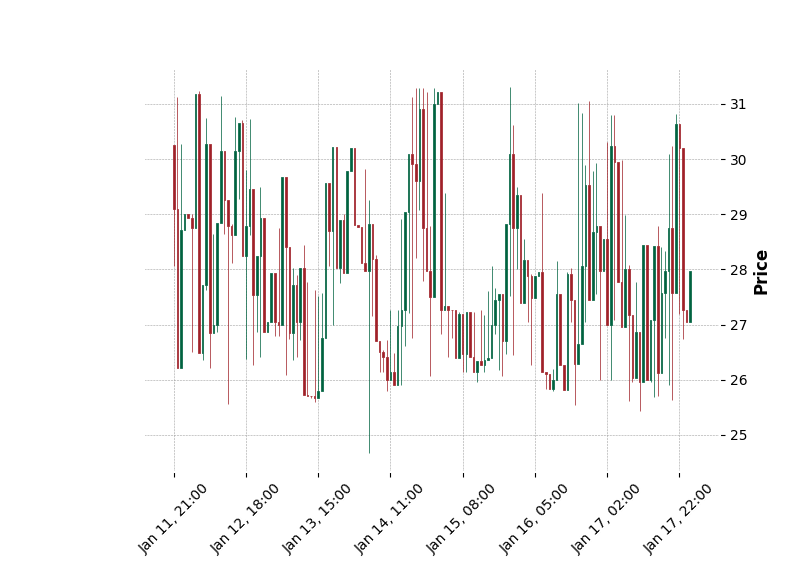 31
30
29
28
27
26
25
Price
Jan 11, 21:00
Jan 12, 18:00
Jan 13, 15:00
Jan 14, 11:00
Jan 15, 08:00
Jan 16, 05:00
Jan 17, 02:00
Jan 17, 22:00